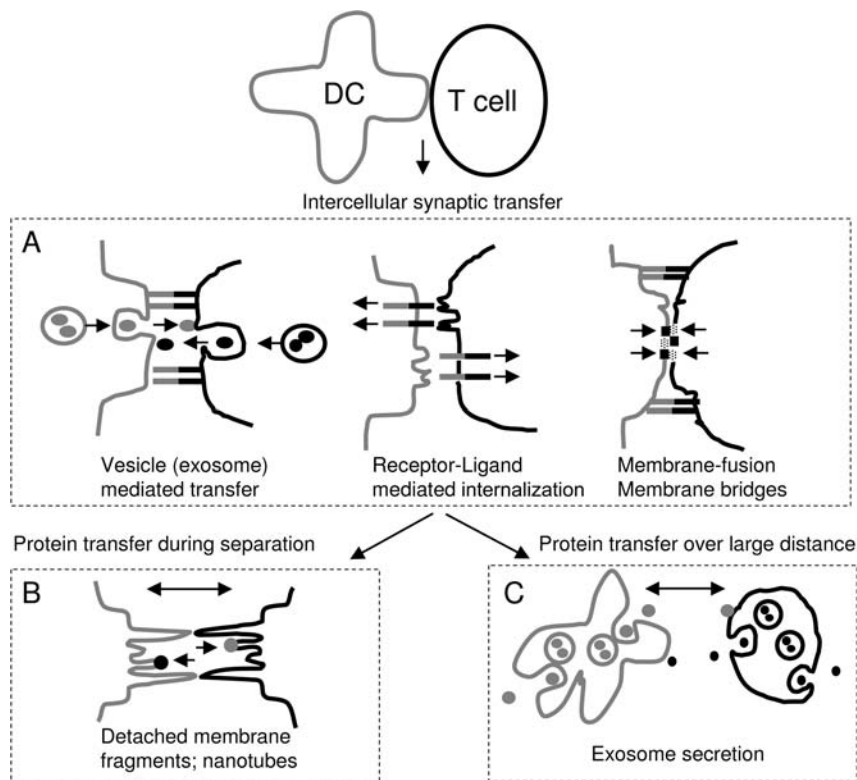 DC
T cell
Intercellular synaptic transfer
A
Vesicle (exosome)
mediated transfer
Receptor-Ligand
mediated internalization
Membrane-fusion
Membrane bridges
Protein transfer during separation
Protein transfer over large distance
B
Detached membrane
fragments; nanotubes
C
Exosome secretion